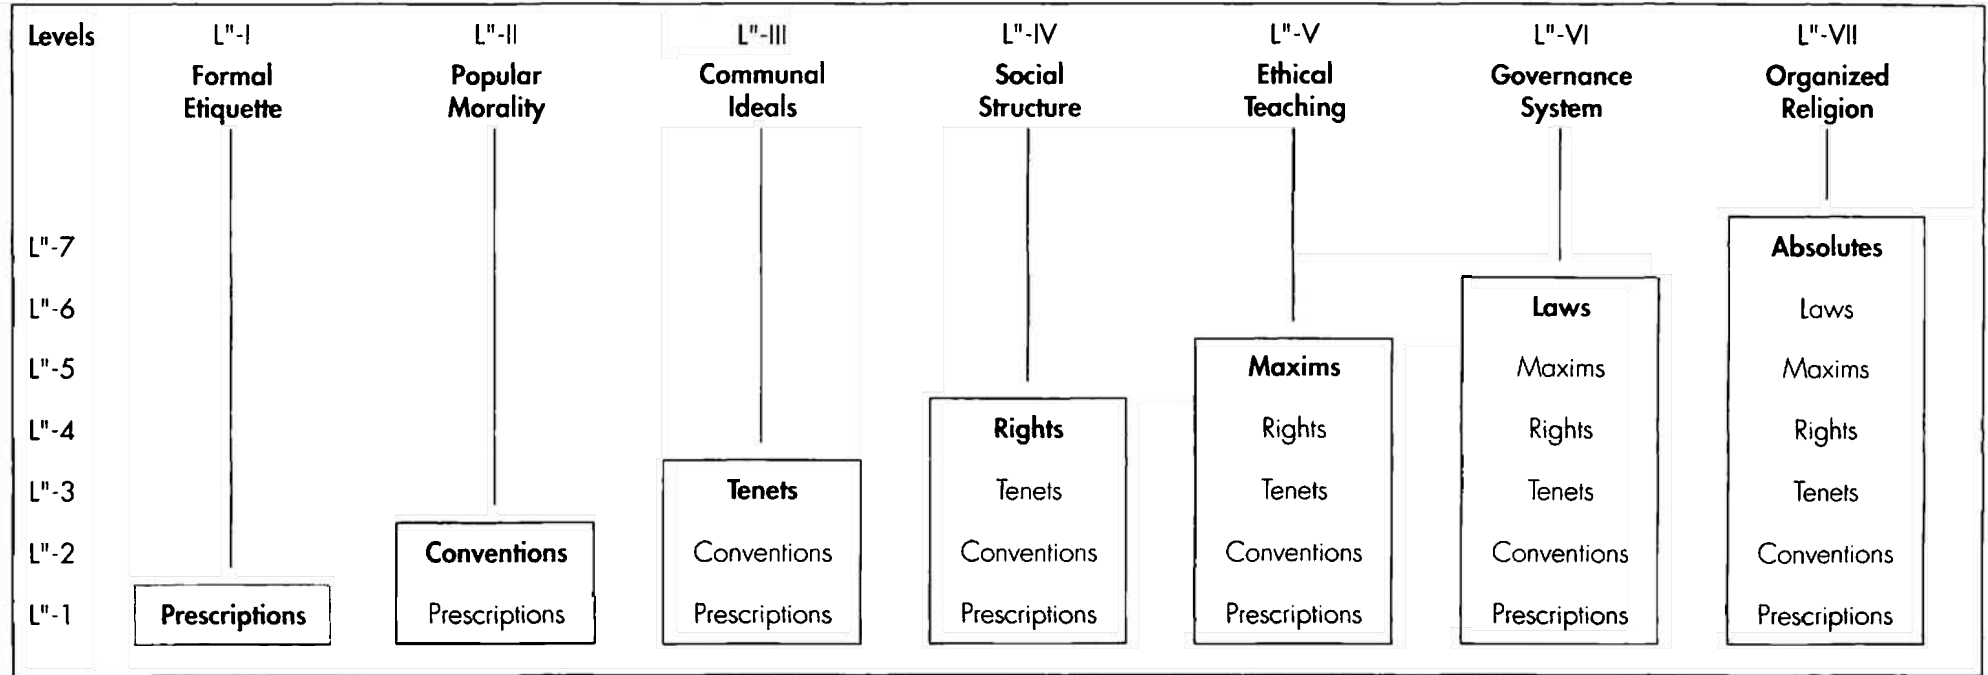 Levels L"-I L"-II L"-III L"-IV L"-V L"-VI L"-VII
Formal Popular Communal Social Ethical Governance Organized
Etiquette Morality Ideals Structure Teaching System Religion
L"-7 Absolutes
L"-6 Laws Laws
L"-5 Maxims Maxims Maxims
L"-4 Rights Rights Rights Rights
L"-3 Tenets Tenets Tenets Tenets Tenets
L"-2 Conventions Conventions Conventions Conventions Conventions Conventions
L"-1 Prescriptions Prescriptions Prescriptions Prescriptions Prescriptions Prescriptions Prescriptions